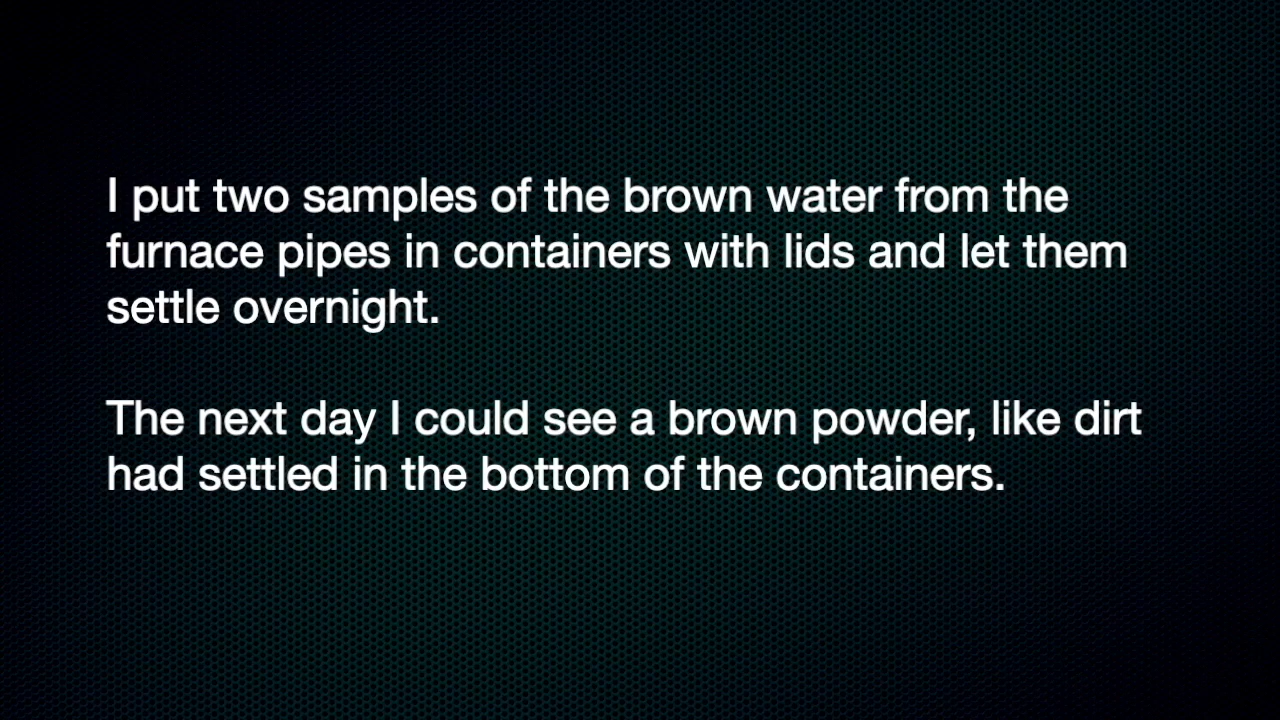 I put two samples of the brown water from the
furnace pipes in containers with lids and let them
settle overnight.
The next day I could see a brown powder, like dirt
had settled in the bottom of the containers.